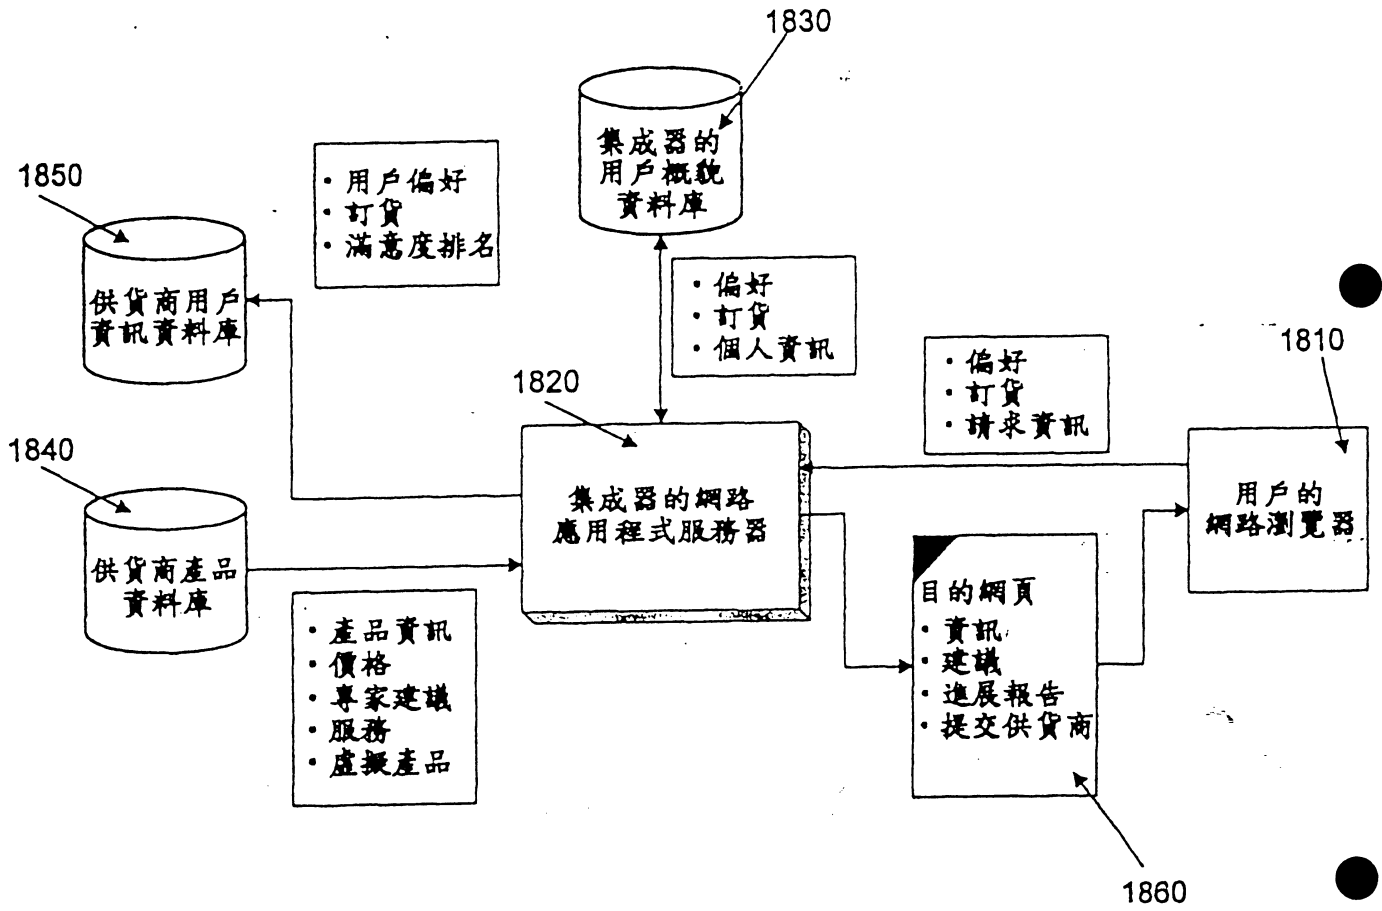 1830
集成器的
用戶概貌
資料庫
1850
・用戶偏好
・訂貨
・滿意度排名
供貨商用戶
資訊資料庫
・偏好
・訂貨
・個人資訊
1810
・偏好
・訂貨
・請求資訊
1820
集成器的網路
應用程式服務器
用戶的
網路瀏覽器
1840
供貨商產品
資料庫
・產品資訊
・價格
・專家建議
・服務
・虛擬產品
目的網頁
・資訊
・建議
・進展報告
・提交供貨商
1860